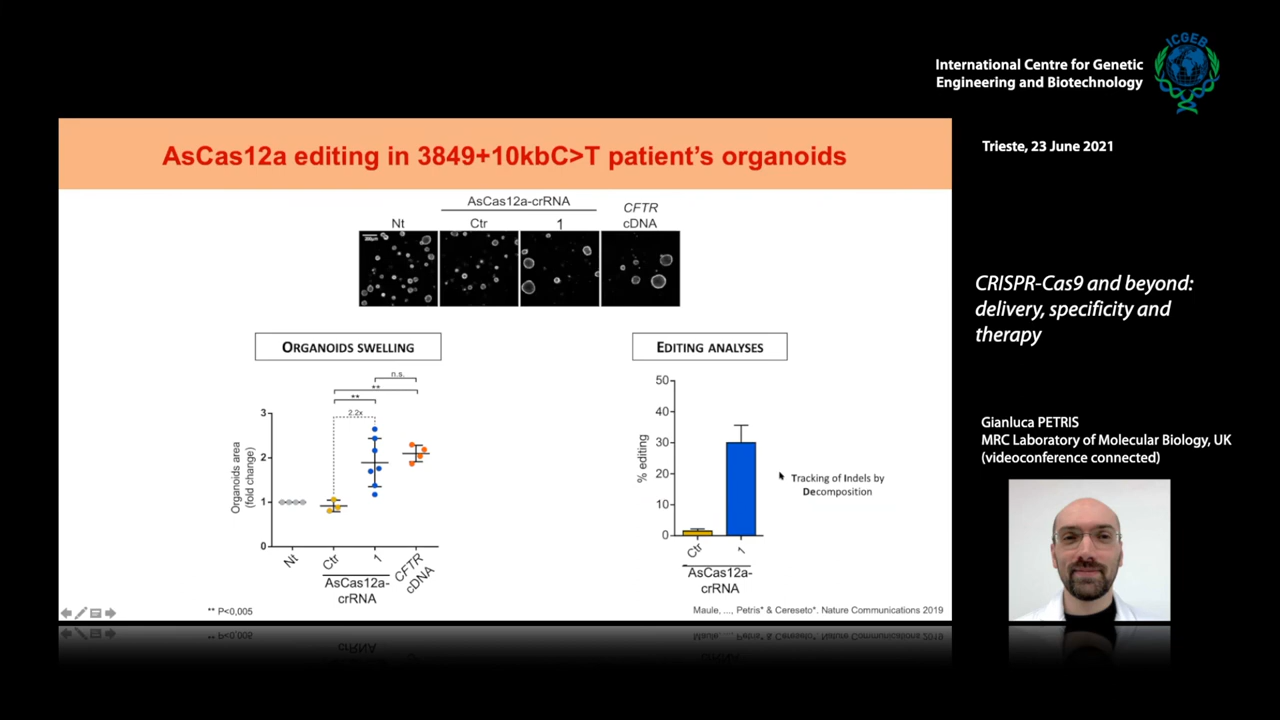 ICGEB
International Centre for Genetic
Engineering and Biotechnology
Trieste, 23 June 2021
CRISPR-Cas9 and beyond:
delivery, specificity and
therapy
Gianluca PETRIS
MRC Laboratory of Molecular Biology, UK
(videoconference connected)
AsCas12a editing in 3849+10kbC>T patient's organoids
AsCas12a-crRNA
CFTR
cDNA
Nt
Ctr
1
ORGANOIDS SWELLING
n.s.
**
**
2.2x
3
2
1
0
Organoids area
(fold change)
Nt
Ctr
1
CFTR
cDNA
AsCas12a-
crRNA
** P<0,005
EDITING ANALYSES
50
40
30
20
10
0
% editing
Ctr
1
AsCas12a-
crRNA
Tracking of Indels by
Decomposition
Maule, ..., Petris* & Cereseto*. Nature Communications 2019